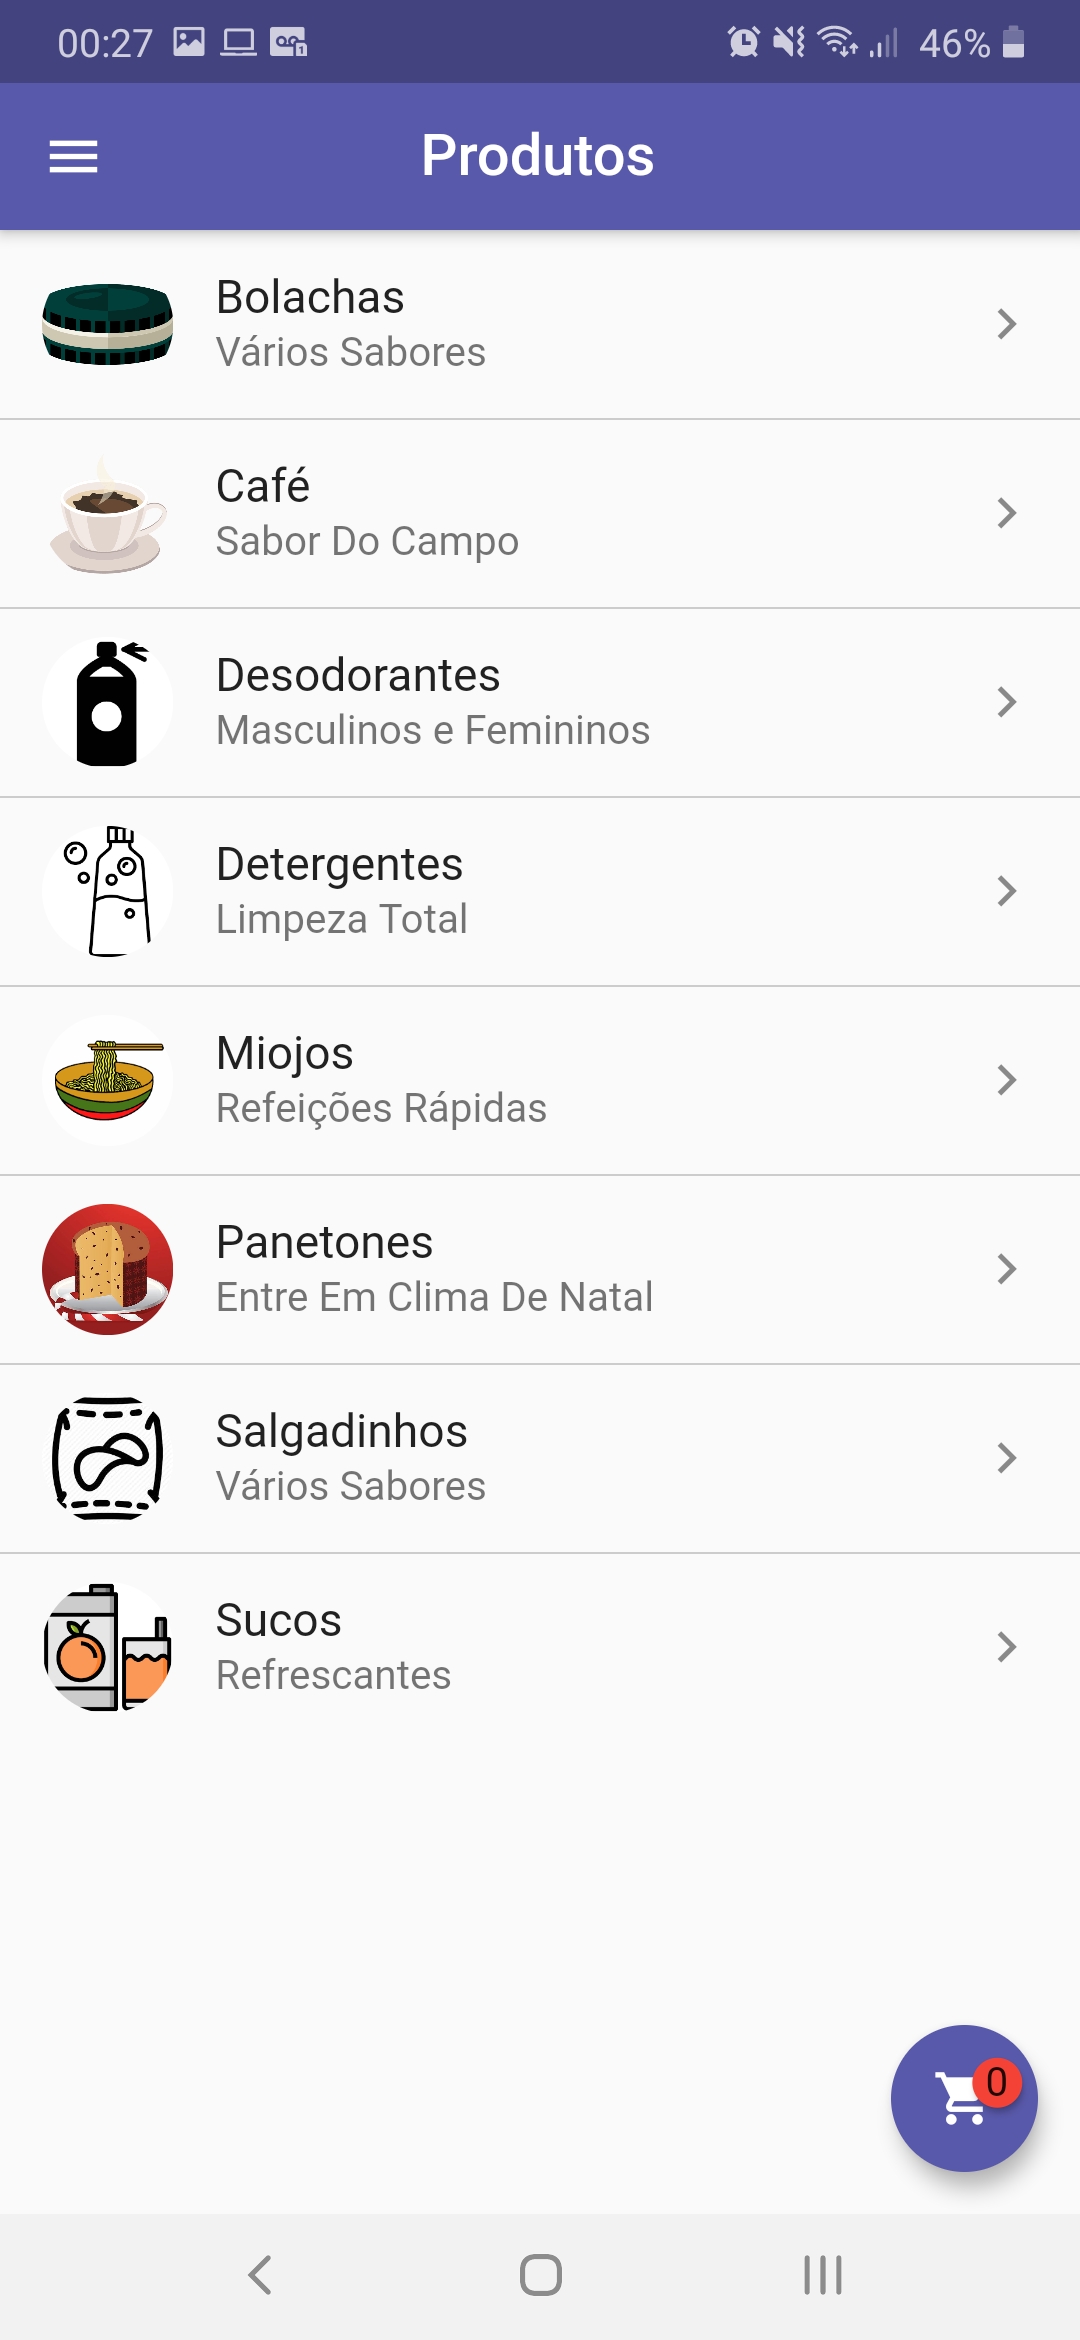 00:27 46%
Produtos
Bolachas
Vários Sabores
Café
Sabor Do Campo
Desodorantes
Masculinos e Femininos
Detergentes
Limpeza Total
Miojos
Refeições Rápidas
Panetones
Entre Em Clima De Natal
Salgadinhos
Vários Sabores
Sucos
Refrescantes
0